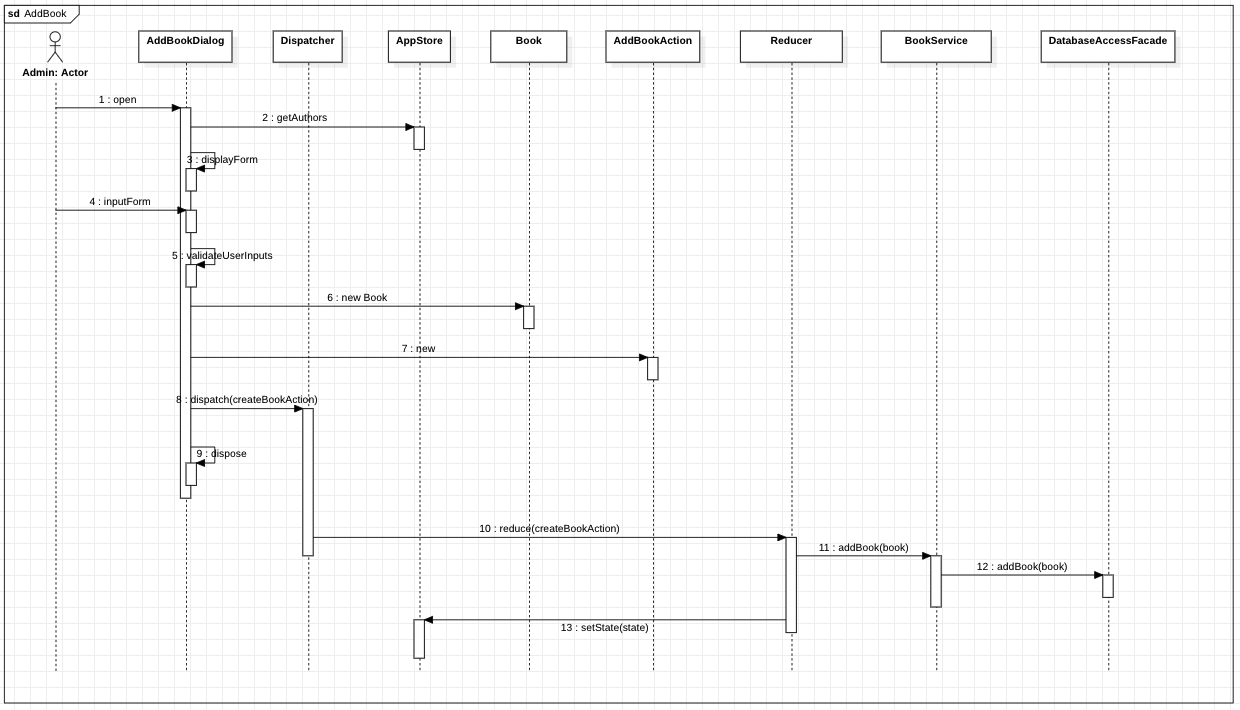 sd AddBook
AddBookDialog
Dispatcher
AppStore
Book
AddBookAction
Reducer
BookService
DatabaseAccessFacade
Admin: Actor
1 : open
2 : getAuthors
3 : displayForm
4 : inputForm
5 : validateUserInputs
6 : new Book
7 : new
8 : dispatch(createBookAction)
9 : dispose
10 : reduce(createBookAction)
11 : addBook(book)
12 : addBook(book)
13 : setState(state)